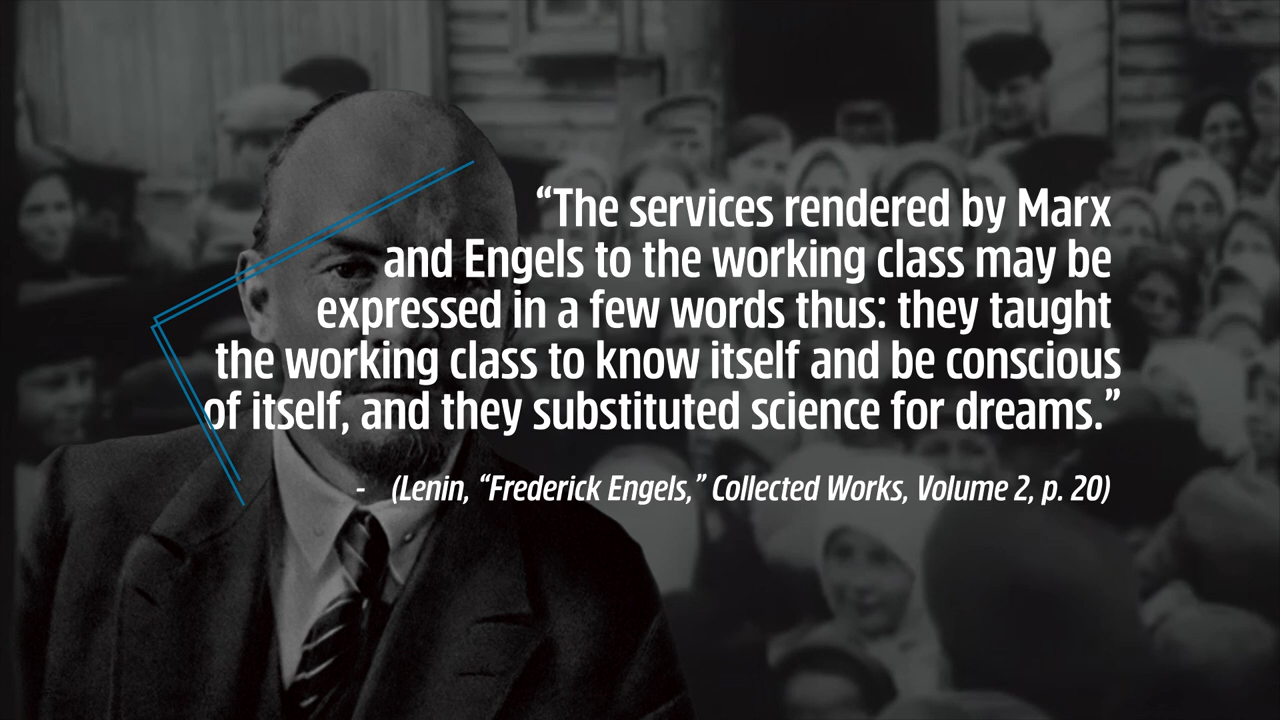 “The services rendered by Marx
and Engels to the working class may be
expressed in a few words thus: they taught
the working class to know itself and be conscious
of itself, and they substituted science for dreams.”
- (Lenin, “Frederick Engels,” Collected Works, Volume 2, p. 20)